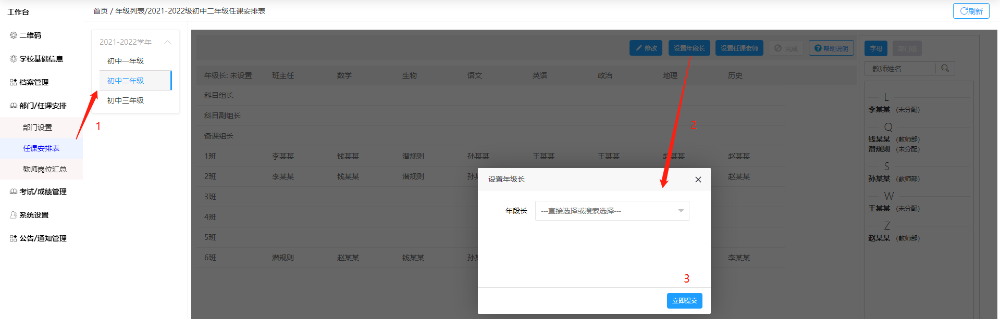 工作台
首页 / 年级列表/2021-2022级初中二年级任课安排表
刷新
二维码
学校基础信息
档案管理
部门/任课安排
部门设置
任课安排表
教师岗位汇总
考试/成绩管理
系统设置
公告/通知管理
2021-2022学年
初中一年级
初中二年级
初中三年级
1
修改 设置年段长 设置任课老师 完成 帮助说明
年级长: 未设置 班主任 数学 生物 语文 英语 政治 地理 历史
科目组长
科目副组长
2
备课组长
1班 李某某 钱某某 潜规则 孙某某 王某某 王某某 赵某某 赵某某
2班 李某某 钱某某 潜规则 赵某某
3班
4班
5班
6班 潜规则 赵某某 钱某某 李某某
设置年级长
年段长 ---直接选择或搜索选择---
3
立即提交
字母 部门组
教师姓名
L
李某某 (未分配)
Q
钱某某 (教师部)
潜规则 (未分配)
S
孙某某 (教师部)
W
王某某 (未分配)
Z
赵某某 (教师部)